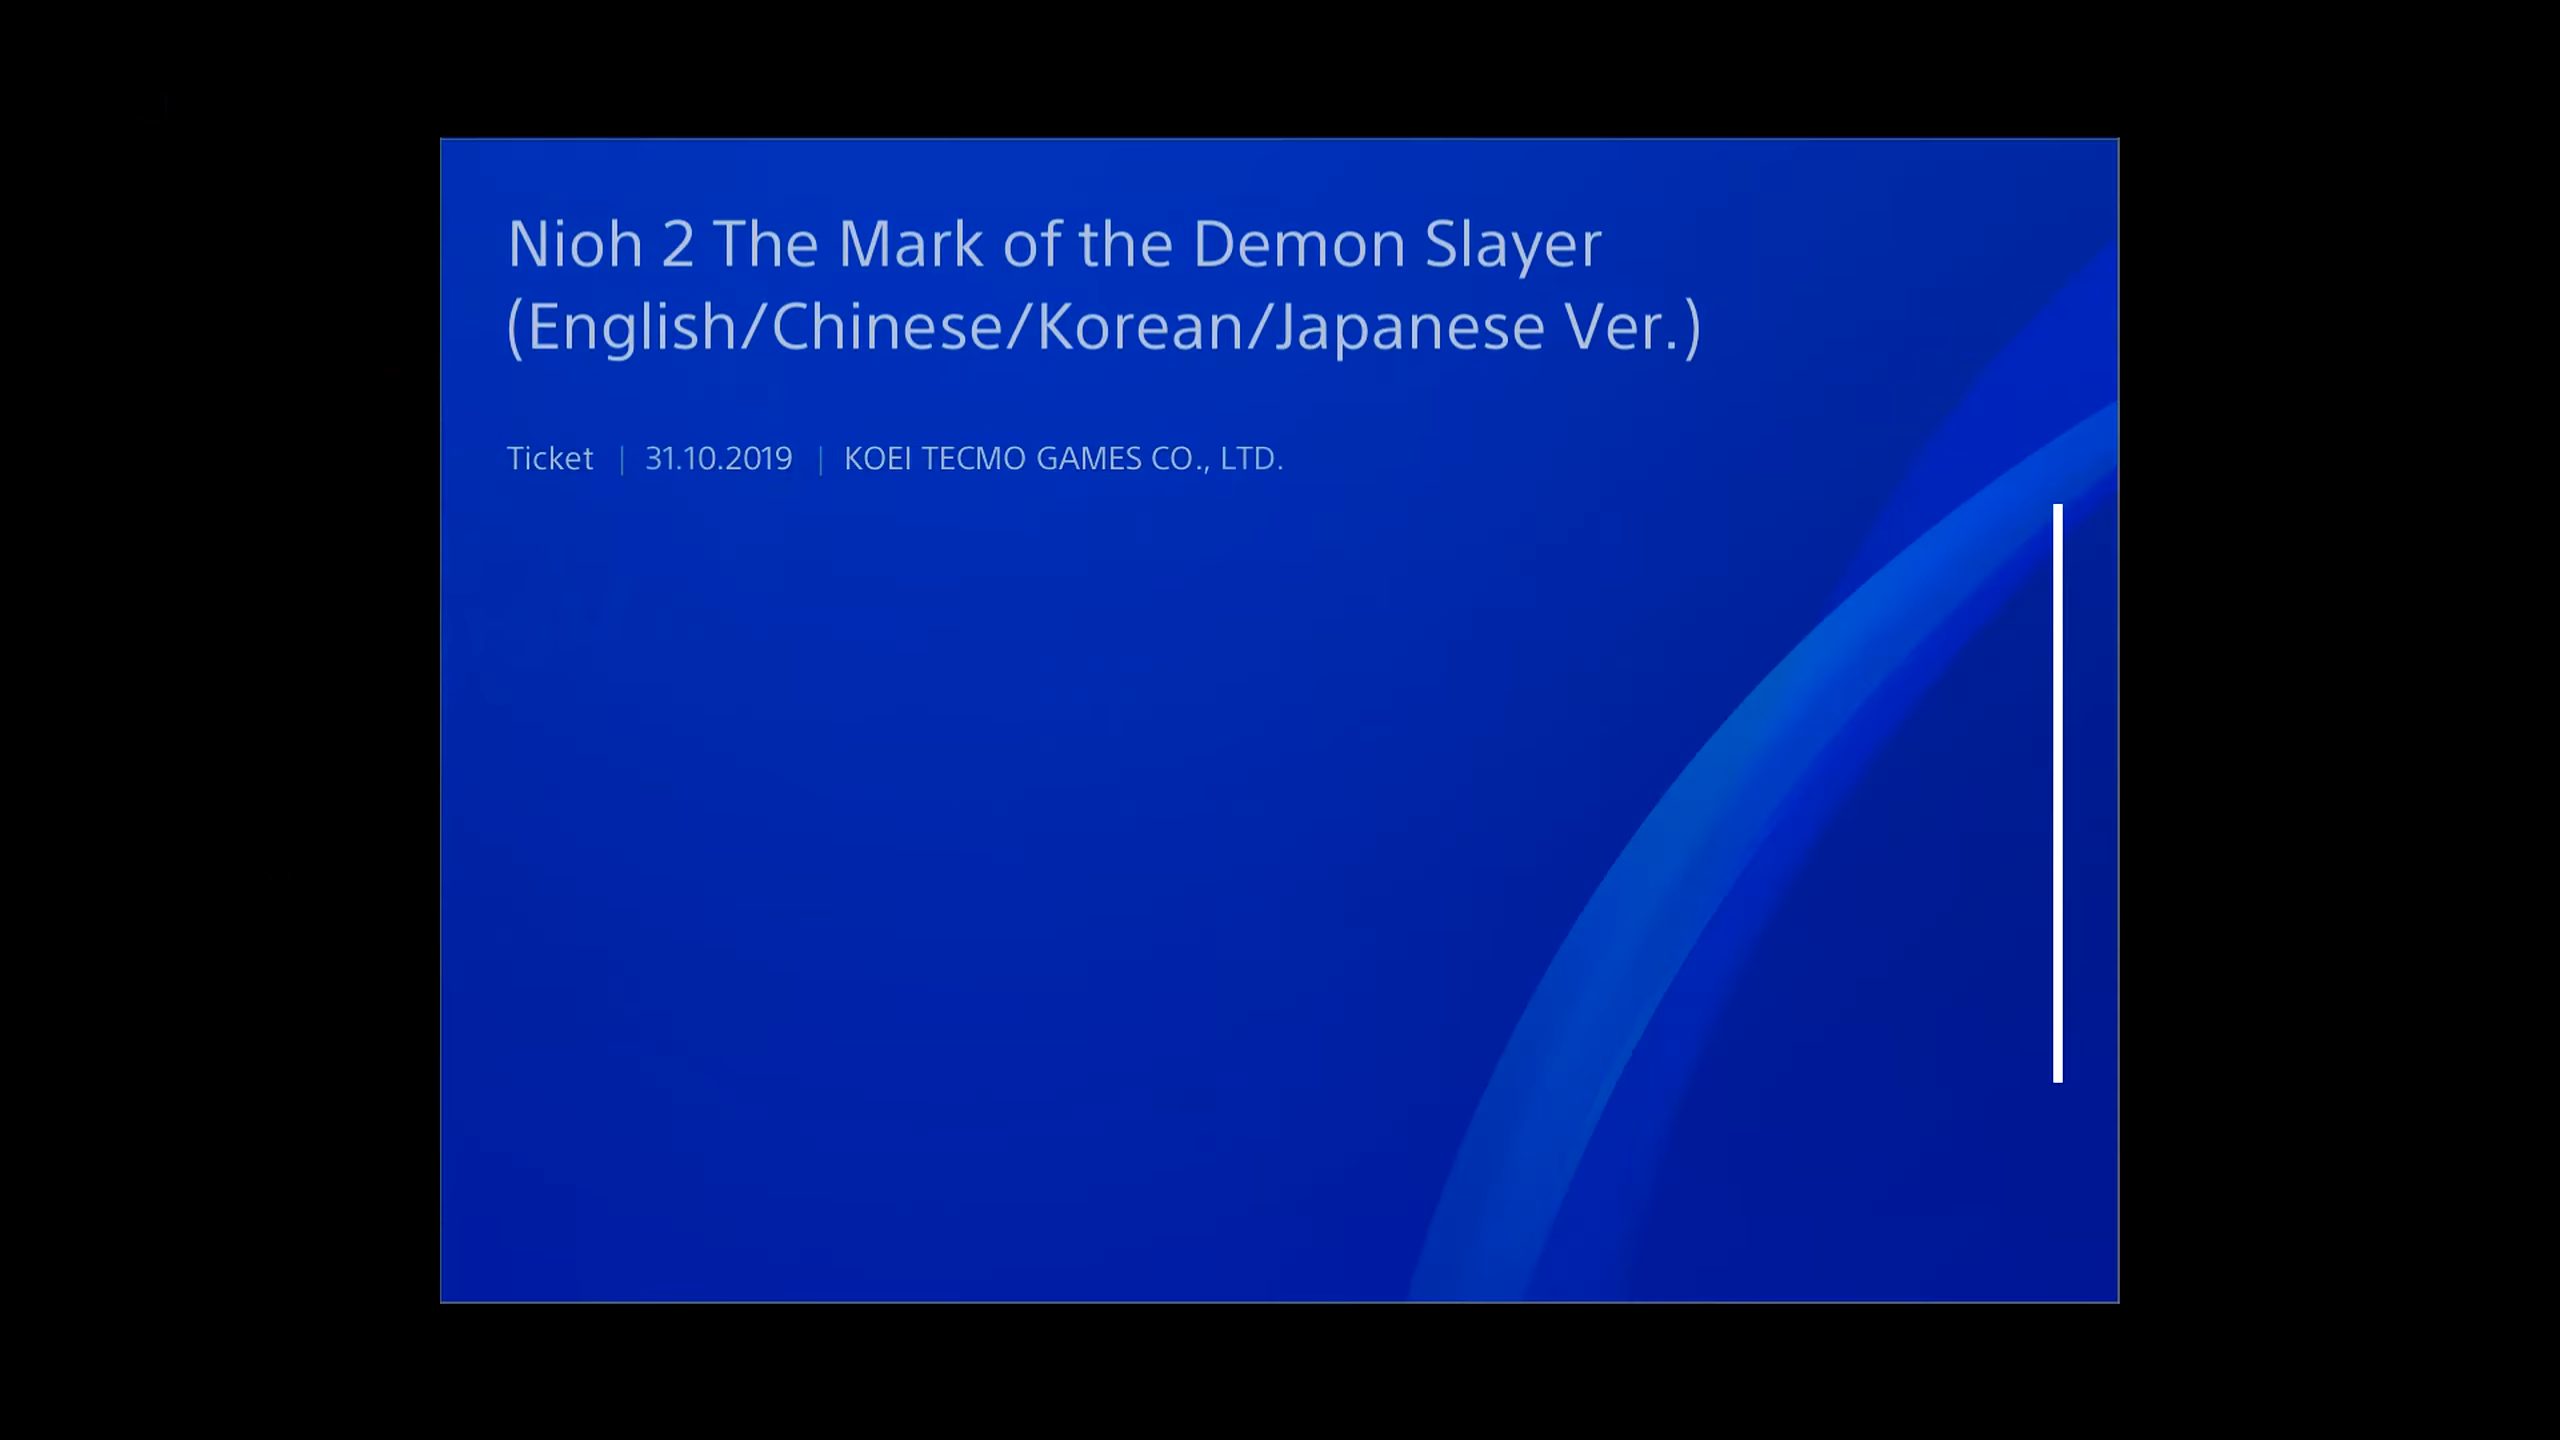 Nioh 2 The Mark of the Demon Slayer
(English/Chinese/Korean/Japanese Ver.)
Ticket | 31.10.2019 | KOEI TECMO GAMES CO., LTD.